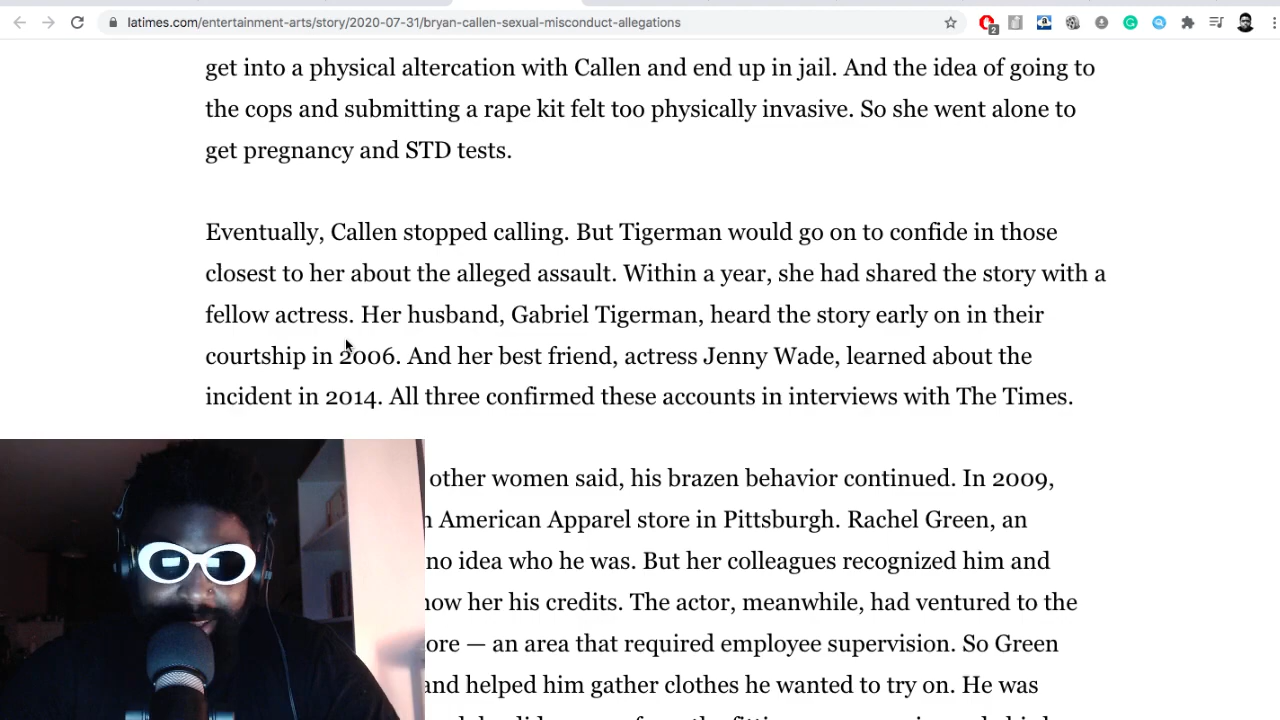 latimes.com/entertainment-arts/story/2020-07-31/bryan-callen-sexual-misconduct-allegations
2
get into a physical altercation with Callen and end up in jail. And the idea of going to
the cops and submitting a rape kit felt too physically invasive. So she went alone to
get pregnancy and STD tests.
Eventually, Callen stopped calling. But Tigerman would go on to confide in those
closest to her about the alleged assault. Within a year, she had shared the story with a
fellow actress. Her husband, Gabriel Tigerman, heard the story early on in their
courtship in 2006. And her best friend, actress Jenny Wade, learned about the
incident in 2014. All three confirmed these accounts in interviews with The Times.
other women said, his brazen behavior continued. In 2009,
American Apparel store in Pittsburgh. Rachel Green, an
no idea who he was. But her colleagues recognized him and
her his credits. The actor, meanwhile, had ventured to the
— an area that required employee supervision. So Green
and helped him gather clothes he wanted to try on. He was